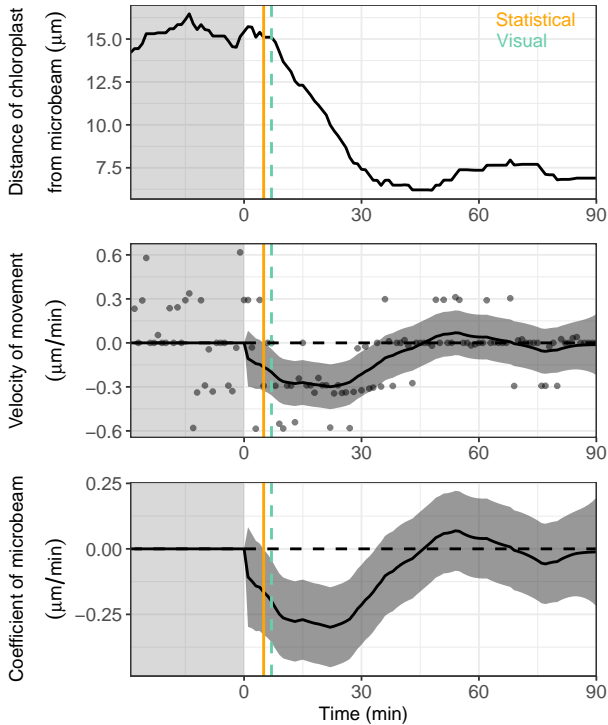 Distance of chloroplast
from microbeam (μm)
Statistical
Visual
15.0
12.5
10.0
7.5
0
30
60
90
Velocity of movement
(μm/min)
0.6
0.3
0.0
−0.3
−0.6
0
30
60
90
Coefficient of microbeam
(μm/min)
0.25
0.00
−0.25
0
30
60
90
Time (min)